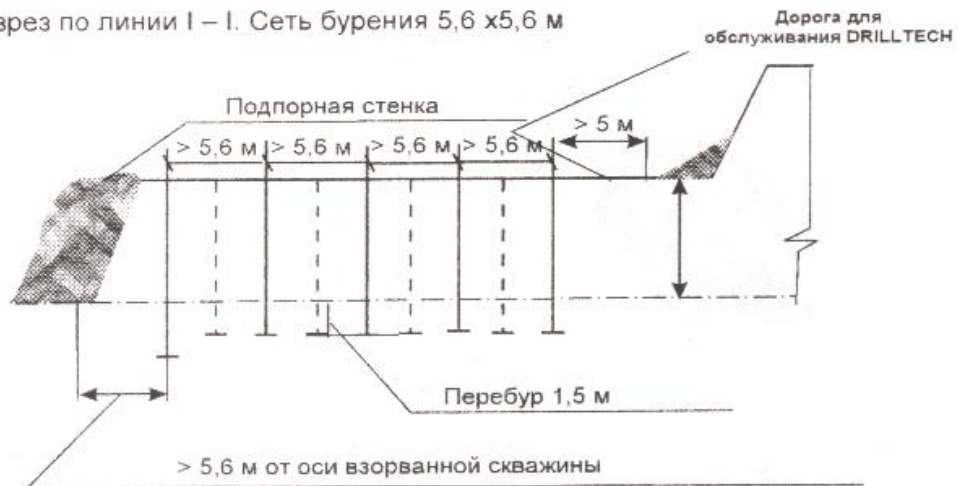 зрез по линии I – I. Сеть бурения 5,6 x5,6 м
Дорога для
обслуживания DRILLTECH
Подпорная стенка
> 5,6 м > 5,6 м > 5,6 м > 5,6 м > 5 м
Перебур 1,5 м
> 5,6 м от оси взорванной скважины